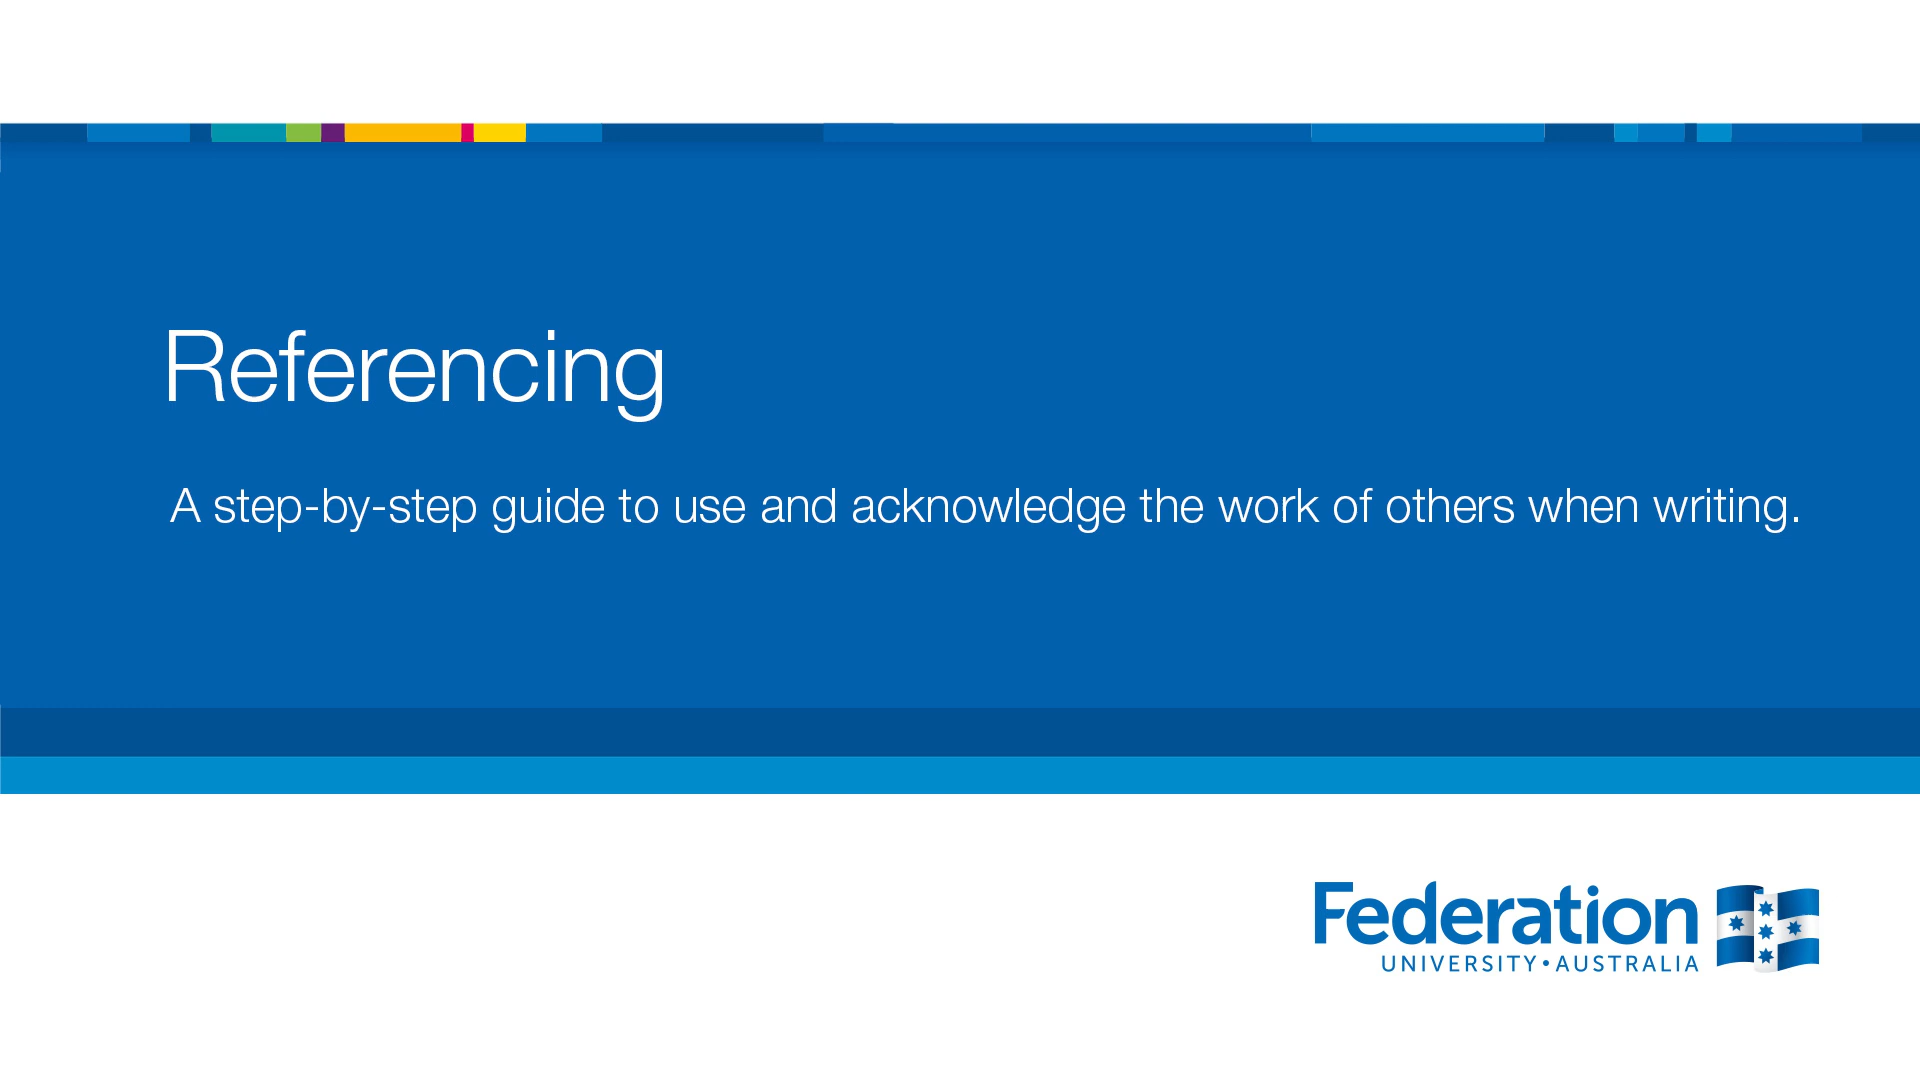 Referencing
A step-by-step guide to use and acknowledge the work of others when writing.
Federation
UNIVERSITY • AUSTRALIA